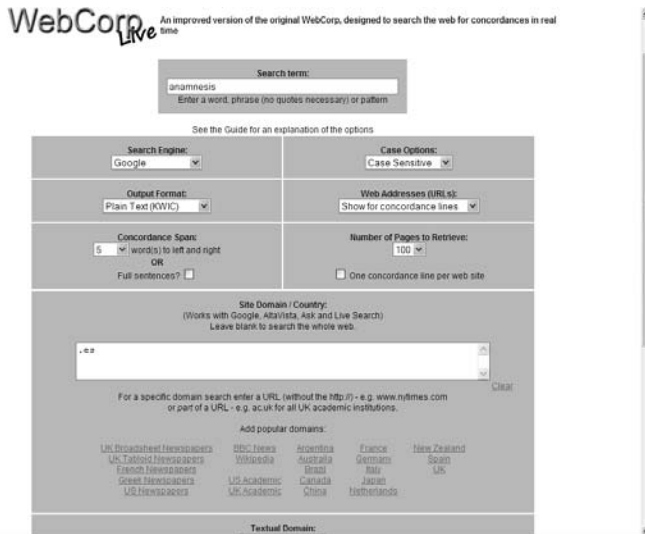 WebCorp Live
An improved version of the original WebCorp, designed to search the web for concordances in real
time
Search term:
anamnesis
Enter a word, phrase (no quotes necessary) or pattern
See the Guide for an explanation of the options
Search Engine:
Google
Case Options:
Case Sensitive
Output Format:
Plain Text (KWIC)
Web Addresses (URLs):
Show for concordance lines
Concordance Span:
5 word(s) to left and right
OR
Full sentences?
Number of Pages to Retrieve:
100
One concordance line per web site
Site Domain / Country:
(Works with Google, AltaVista, Ask and Live Search)
Leave blank to search the whole web.
.es
Clear
For a specific domain search enter a URL (without the http://) - e.g. www.nytimes.com
or part of a URL - e.g. ac.uk for all UK academic institutions.
Add popular domains:
UK Broadsheet Newspapers BBC News Argentina France New Zealand
UK Tabloid Newspapers Wikipedia Australia Germany Spain
French Newspapers Brazil Italy UK
Greek Newspapers US Academic Canada Japan
US Newspapers UK Academic China Netherlands
Textual Domain: